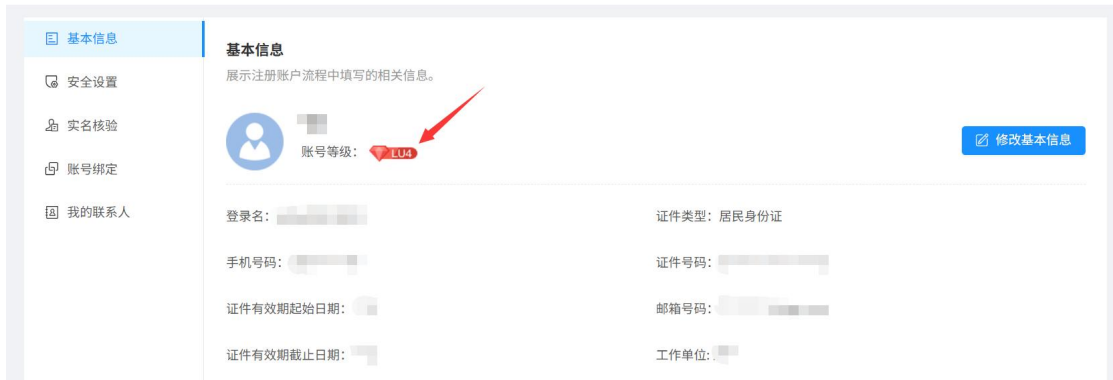 基本信息
安全设置
实名核验
账号绑定
我的联系人
基本信息
展示注册账户流程中填写的相关信息。
账号等级： LU4
修改基本信息
登录名：
证件类型：居民身份证
手机号码：
证件号码：
证件有效期起始日期：
邮箱号码：
证件有效期截止日期：
工作单位: